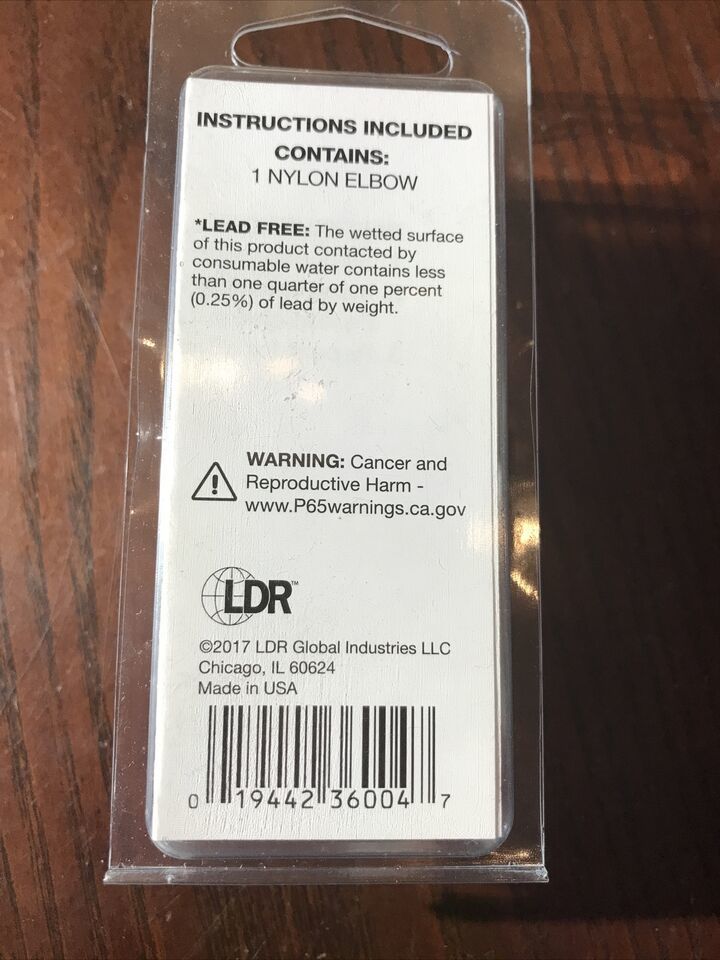 INSTRUCTIONS INCLUDED
CONTAINS:
1 NYLON ELBOW
*LEAD FREE: The wetted surface
of this product contacted by
consumable water contains less
than one quarter of one percent
(0.25%) of lead by weight.
WARNING: Cancer and
Reproductive Harm -
www.P65warnings.ca.gov
LDR™
©2017 LDR Global Industries LLC
Chicago, IL 60624
Made in USA
0 19442 36004 7